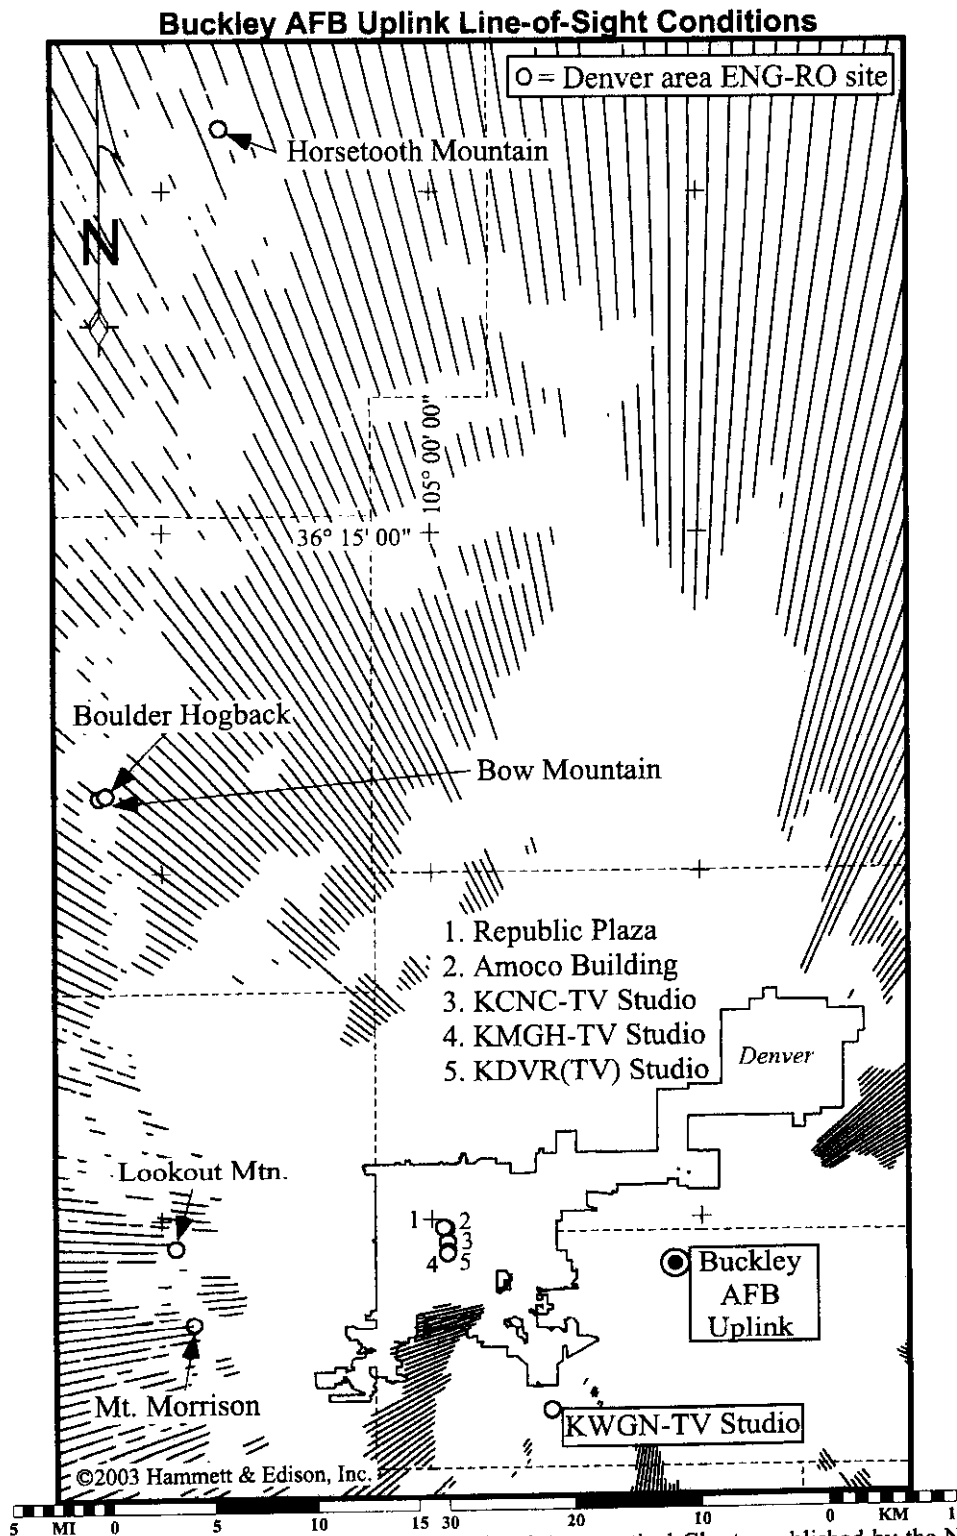 Buckley AFB Uplink Line-of-Sight Conditions
= Denver area ENG-RO site
Horsetooth Mountain
N
105° 00' 00"
36° 15' 00"
Boulder Hogback
Bow Mountain
1. Republic Plaza
2. Amoco Building
3. KCNC-TV Studio
4. KMGH-TV Studio
5. KDVR(TV) Studio
Denver
Lookout Mtn.
1
2
3
4
5
Buckley
AFB
Uplink
Mt. Morrison
KWGN-TV Studio
©2003 Hammett & Edison, Inc.
5 MI 0 5 10 15 30 20 10 0 KM 1